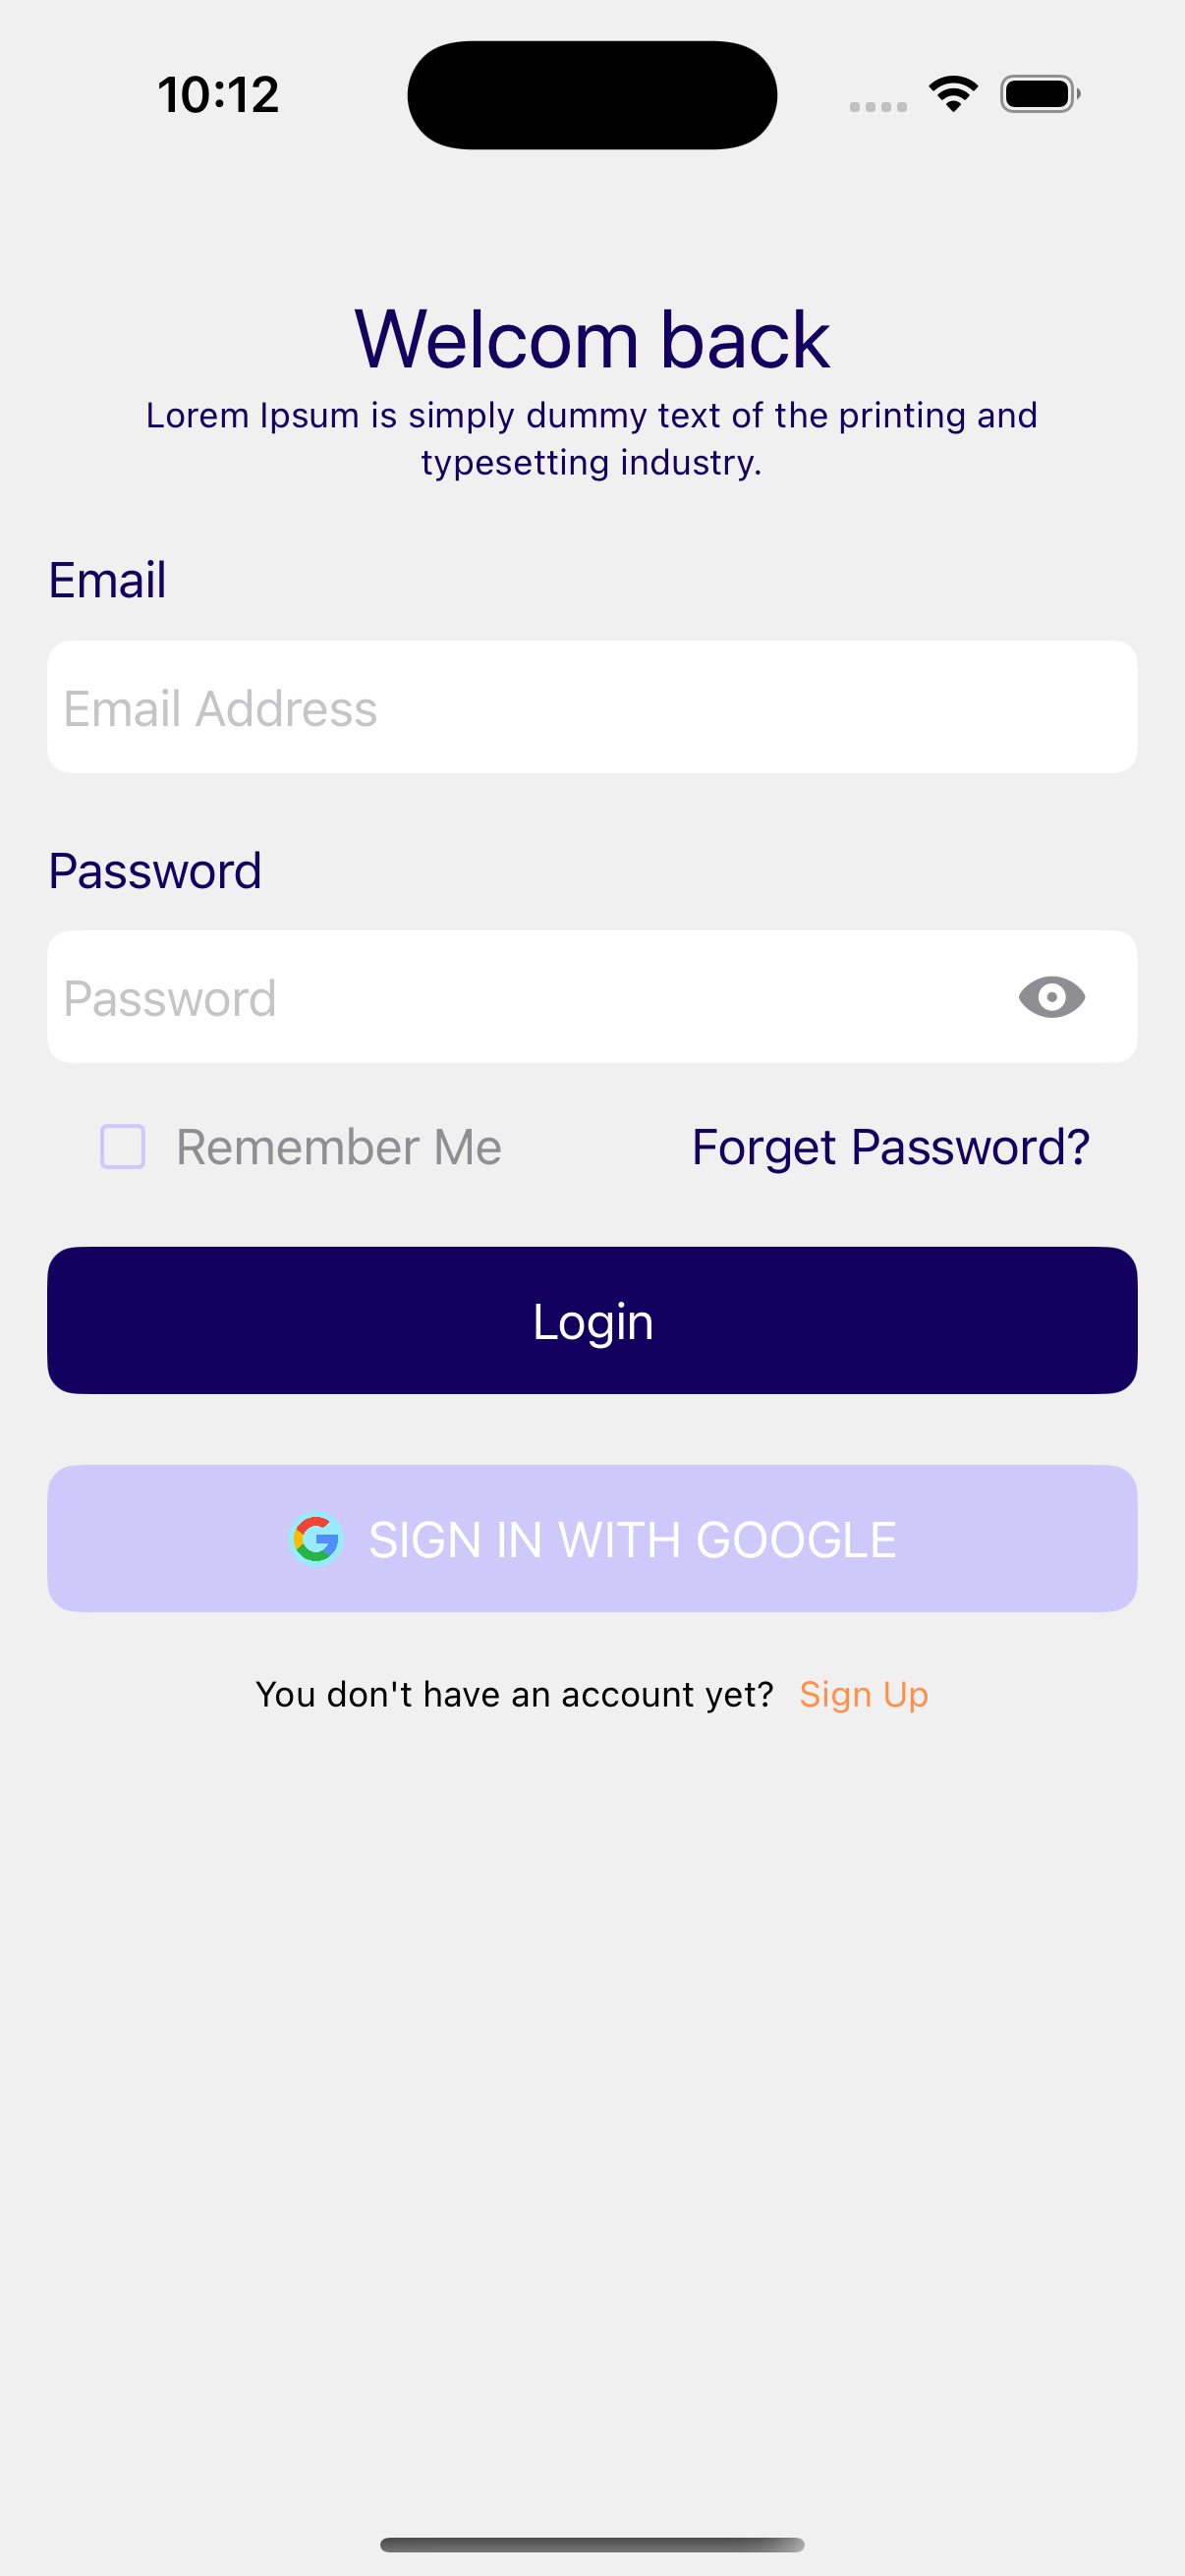 10:12
Welcom back
Lorem Ipsum is simply dummy text of the printing and
typesetting industry.
Email
Email Address
Password
Password
Remember Me Forget Password?
Login
SIGN IN WITH GOOGLE
You don't have an account yet? Sign Up